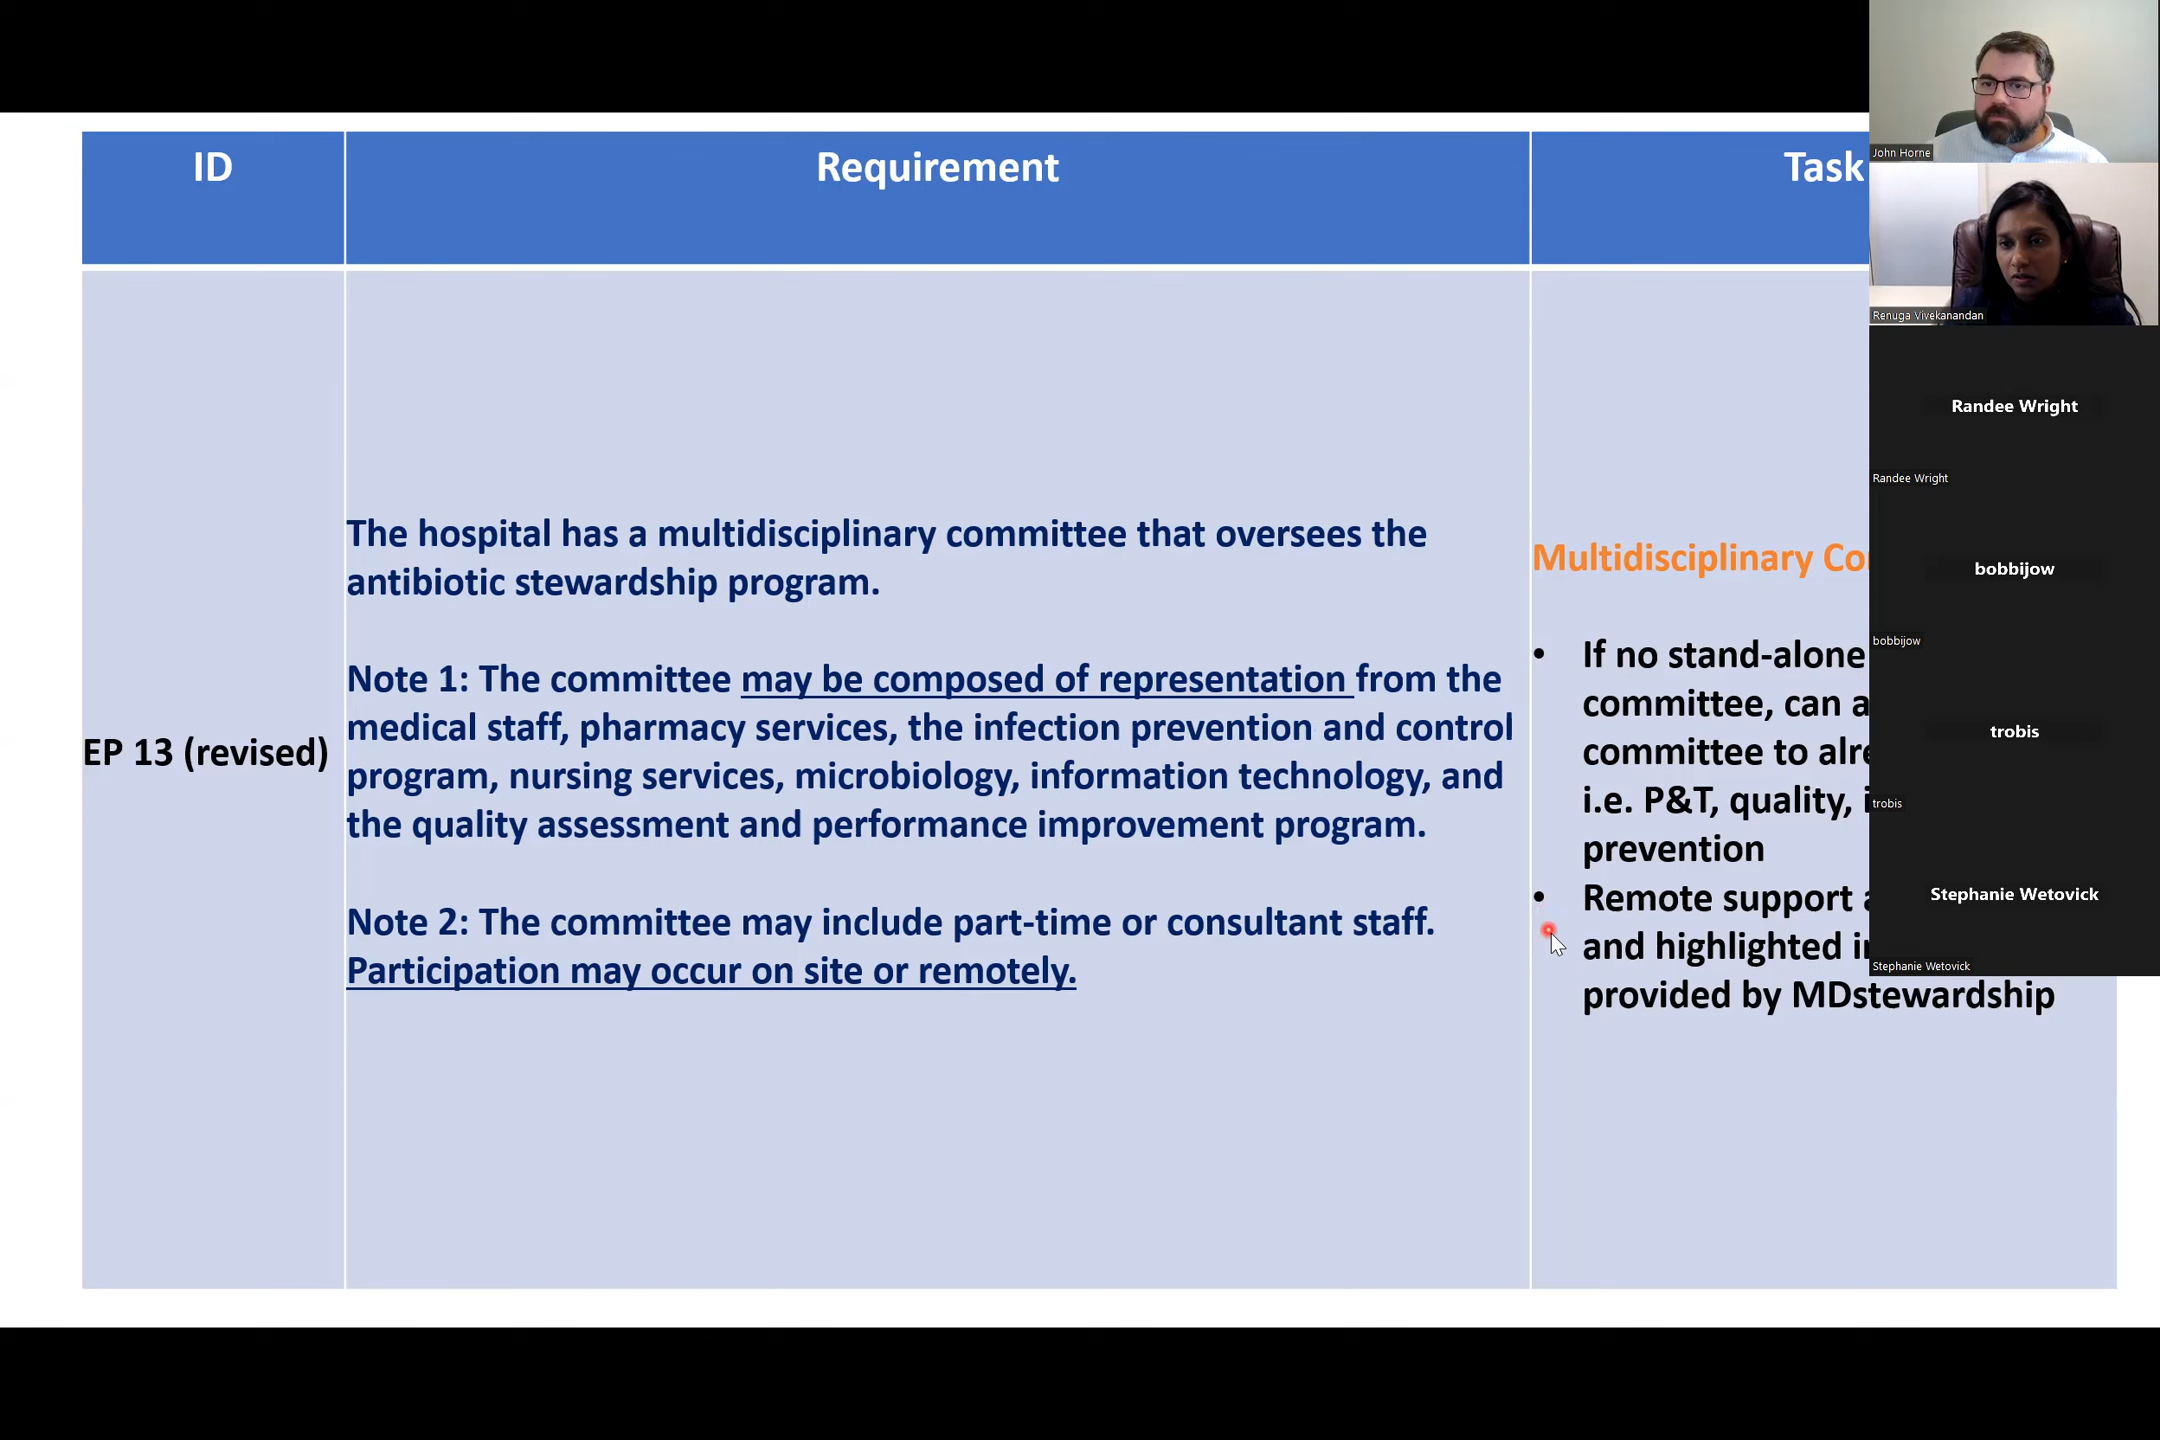 ID
Requirement
Task
EP 13 (revised)
The hospital has a multidisciplinary committee that oversees the
antibiotic stewardship program.
Note 1: The committee may be composed of representation from the
medical staff, pharmacy services, the infection prevention and control
program, nursing services, microbiology, information technology, and
the quality assessment and performance improvement program.
Note 2: The committee may include part-time or consultant staff.
Participation may occur on site or remotely.
Multidisciplinary
• If no stand-alone
committee, can
committee to
i.e. P&T, quality,
prevention
• Remote support
and highlighted
provided by MDstewardship
John Horne
Renuga Vivekanandan
Randee Wright
Randee Wright
bobbijow
bobbijow
trobis
trobis
Stephanie Wetovick
Stephanie Wetovick